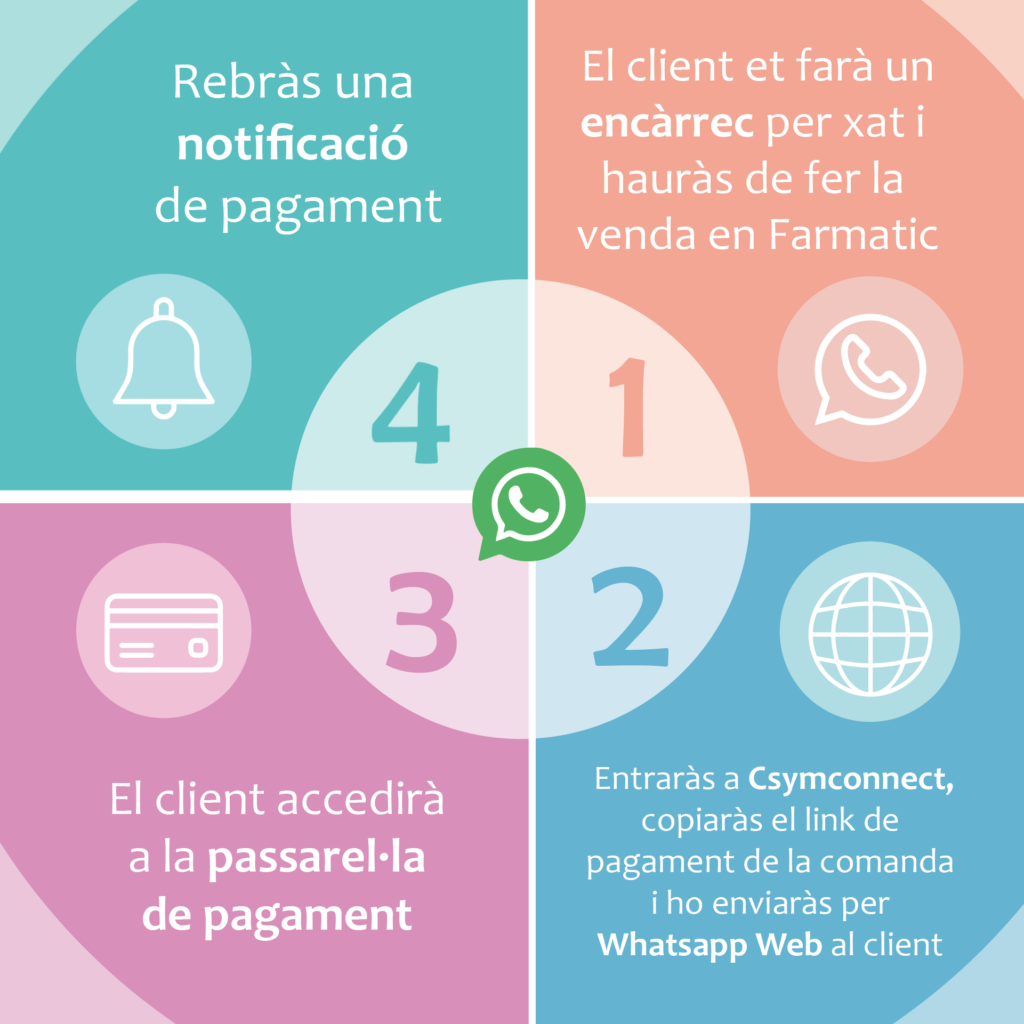 Rebràs una
notificació
de pagament
El client et farà un
encàrrec per xat i
hauràs de fer la
venda en Farmatic
4
1
3
2
El client accedirà
a la passarel·la
de pagament
Entraràs a Csymconnect,
copiaràs el link de
pagament de la comanda
i ho enviaràs per
Whatsapp Web al client